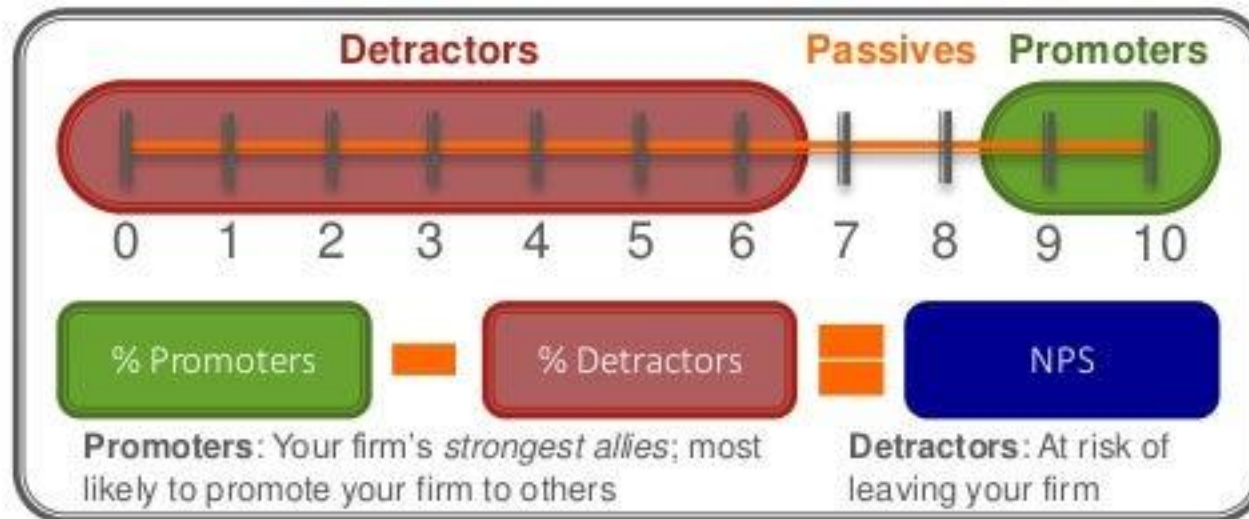 Detractors Passives Promoters
0 1 2 3 4 5 6 7 8 9 10
% Promoters % Detractors NPS
Promoters: Your firm's strongest allies; most
likely to promote your firm to others
Detractors: At risk of
leaving your firm